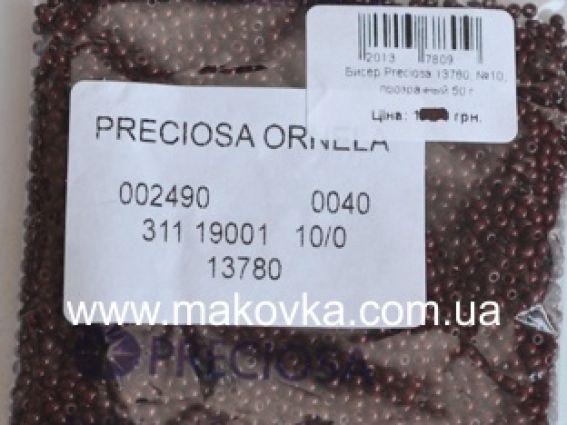 2013 7809
Бисер Preciosa 13780, №10,
прозрачный 50 г
Ціна: грн.
PRECIOSA ORNELA
002490 0040
311 19001 10/0
13780
www.makovka.com.ua
PRECIOSA